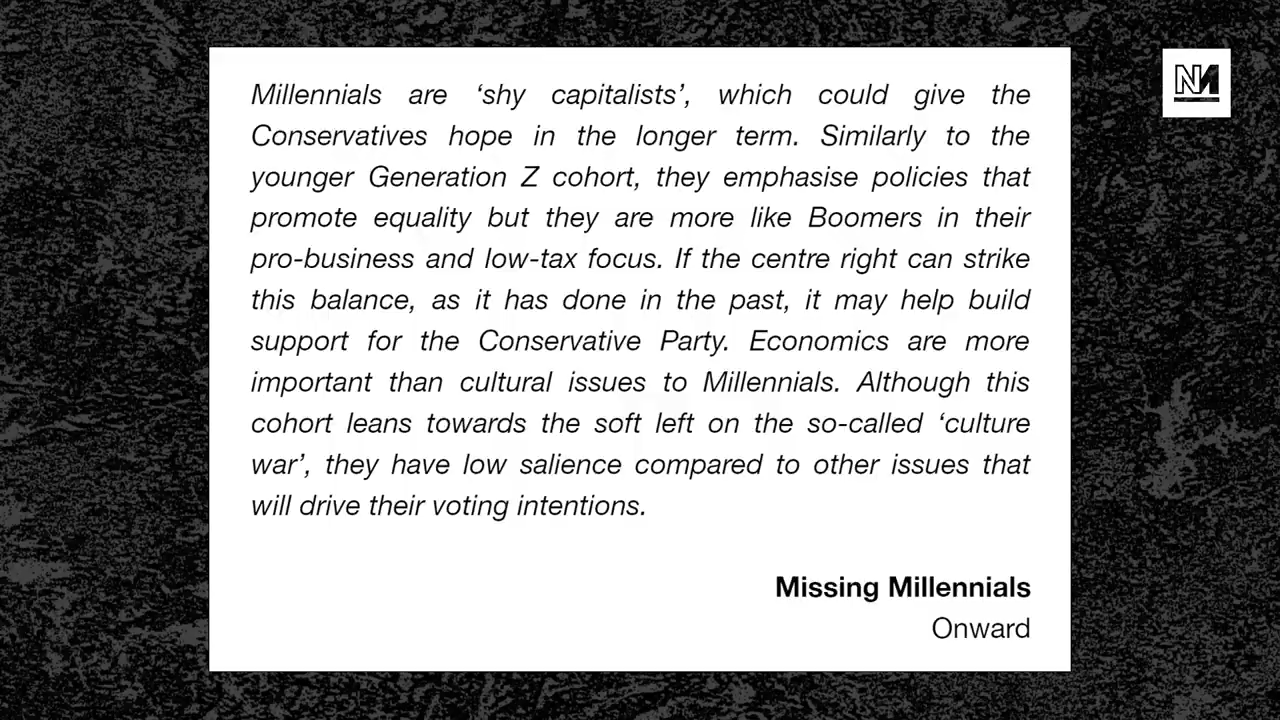 Millennials are ‘shy capitalists’, which could give the
Conservatives hope in the longer term. Similarly to the
younger Generation Z cohort, they emphasise policies that
promote equality but they are more like Boomers in their
pro-business and low-tax focus. If the centre right can strike
this balance, as it has done in the past, it may help build
support for the Conservative Party. Economics are more
important than cultural issues to Millennials. Although this
cohort leans towards the soft left on the so-called ‘culture
war’, they have low salience compared to other issues that
will drive their voting intentions.
Missing Millennials
Onward
NM